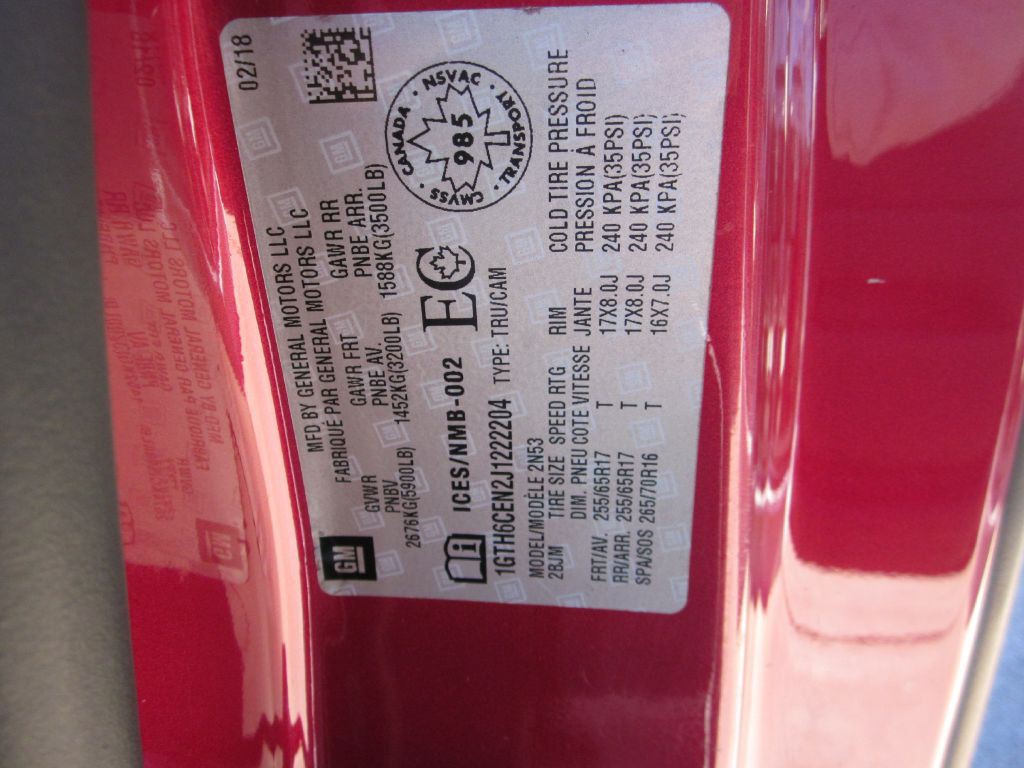 02/18
GM
MFD BY GENERAL MOTORS LLC
FABRIQUÉ PAR GENERAL MOTORS LLC
GVWR GAWR FRT GAWR RR
PNBV PNBE AV. PNBE ARR.
2676KG(5900LB) 1452KG(3200LB) 1588KG(3500LB)
CANADA · NSVAC · TRANSPORT · CMVSS ·
985
ICES/NMB-002 EC
1GTH6CEN2J1222204 TYPE: TRU/CAM
MODEL/MODÈLE 2N53
2BJM TIRE SIZE SPEED RTG RIM COLD TIRE PRESSURE
DIM. PNEU COTE VITESSE JANTE PRESSION À FROID
FRT/AV. 255/65R17 T 17X8.0J 240 KPA(35PSI)
RR/ARR. 255/65R17 T 17X8.0J 240 KPA(35PSI)
SPA/SOS 265/70R16 T 16X7.0J 240 KPA(35PSI)